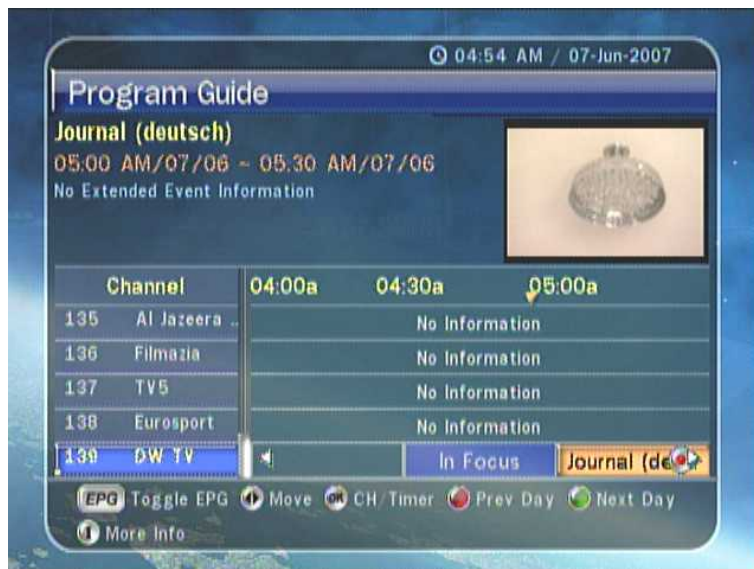 04:54 AM / 07-Jun-2007
Program Guide
Journal (deutsch)
05:00 AM/07/06 ~ 05:30 AM/07/06
No Extended Event Information
Channel 04:00a 04:30a 05:00a
135 Al Jazeera .. No Information
136 Filmazia No Information
137 TV5 No Information
138 Eurosport No Information
139 DW TV In Focus Journal (de
EPG Toggle EPG Move OK CH/Timer Prev Day Next Day
i More Info